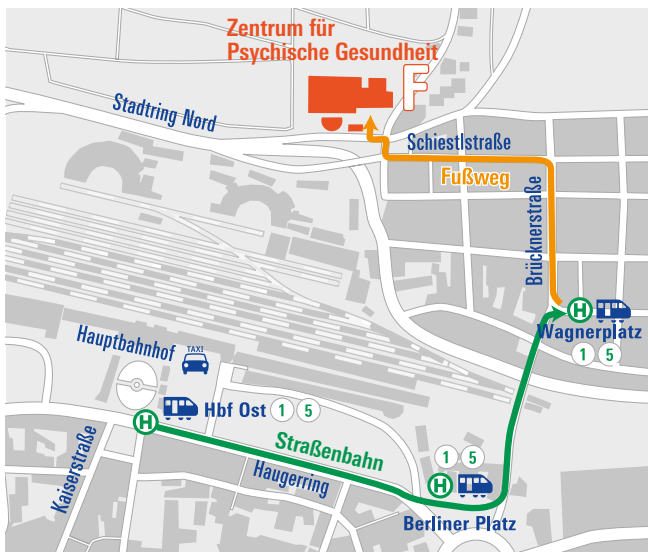 Zentrum für
Psychische Gesundheit
F
Stadtring Nord
Schiestlstraße
Fußweg
Brücknerstraße
H
Wagnerplatz
1 5
Hauptbahnhof
TAXI
Hbf Ost 1 5
H
Straßenbahn
Haugerring
Kaiserstraße
1 5
H
Berliner Platz